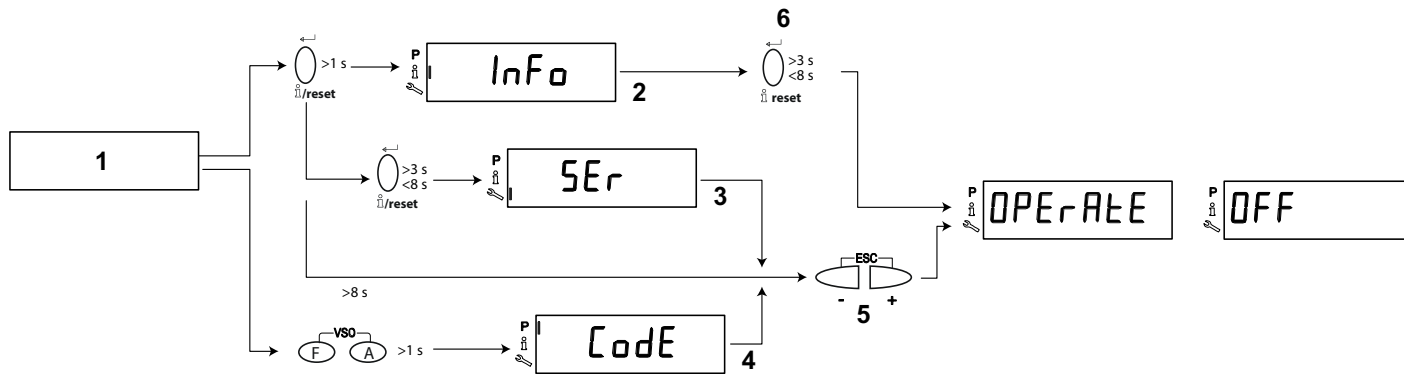 6
>1 s
P
InFo
2
>3 s
<8 s
i/reset
i reset
1
>3 s
<8 s
i/reset
P
SEr
3
P
OPErAtE
P
OFF
ESC
- +
5
>8 s
VSO
F A >1 s
P
CodE
4